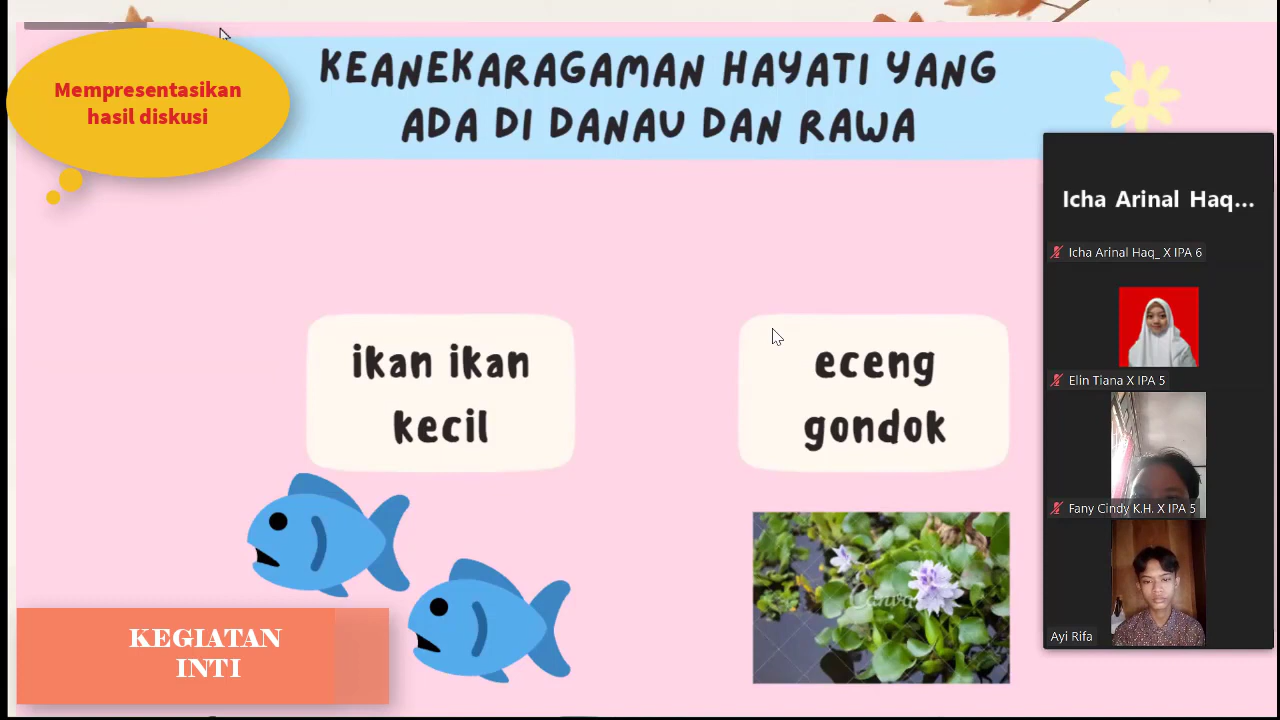 Mempresentasikan
hasil diskusi
KEANEKARAGAMAN HAYATI YANG
ADA DI DANAU DAN RAWA
ikan ikan
kecil
eceng
gondok
Canva
KEGIATAN
INTI
Icha Arinal Haq...
Icha Arinal Haq_ X IPA 6
Elin Tiana X IPA 5
Fany Cindy K.H. X IPA 5
Ayi Rifa